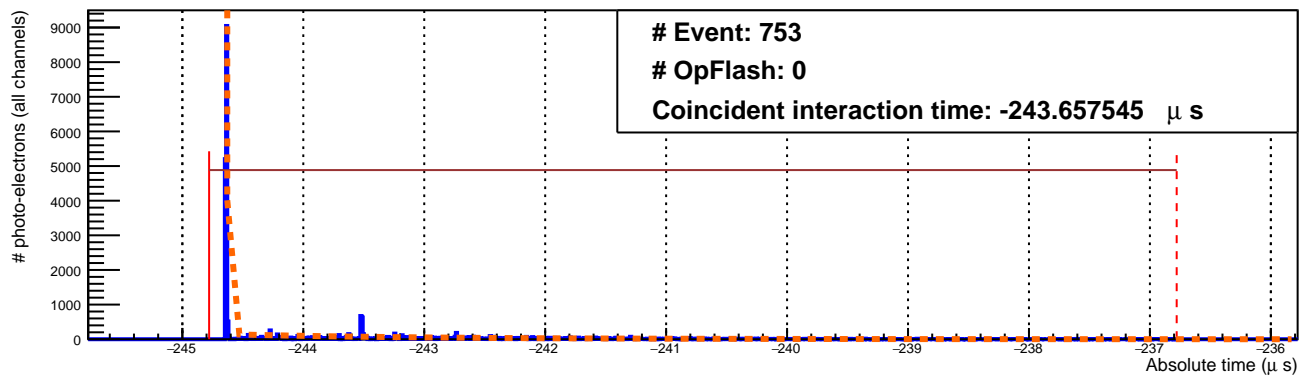 # Event: 753
# OpFlash: 0
Coincident interaction time: -243.657545 μ s
# photo-electrons (all channels)
9000
8000
7000
6000
5000
4000
3000
2000
1000
0
−245 −244 −243 −242 −241 −240 −239 −238 −237 −236
Absolute time (μ s)